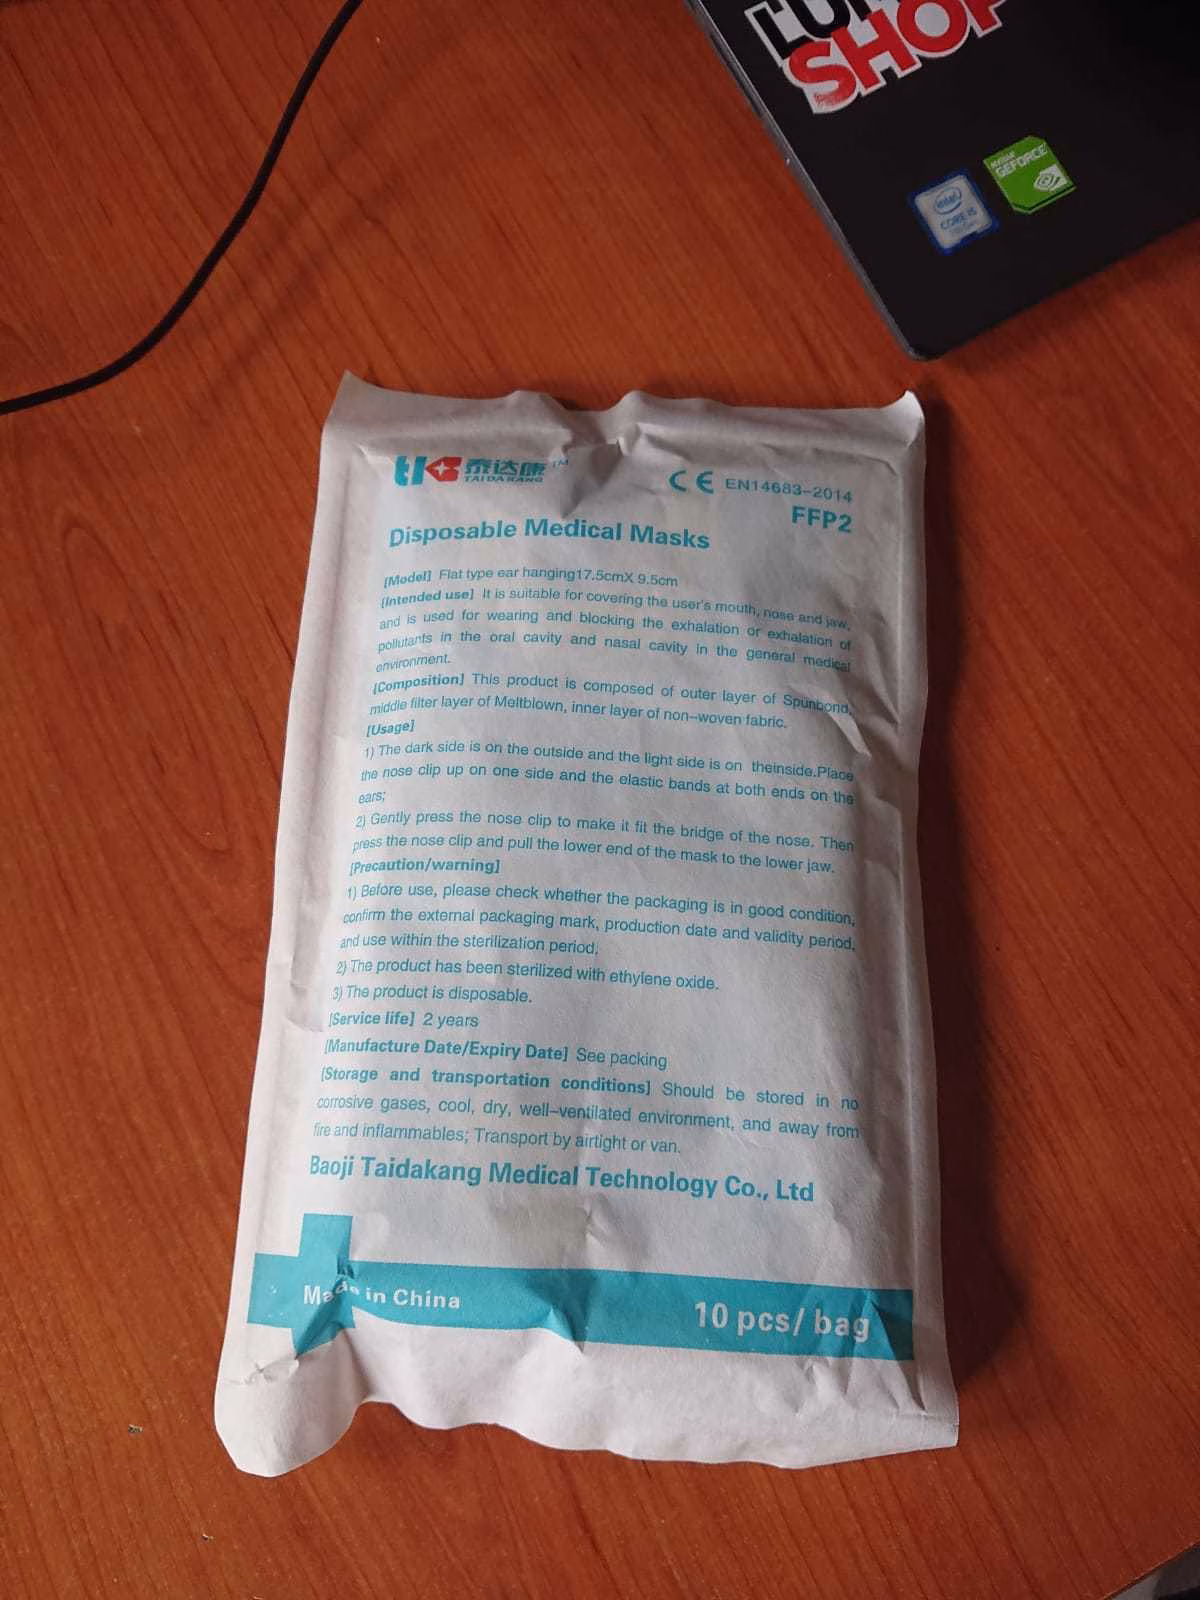 SHOP
NVIDIA
GEFORCE
intel
CORE i5
tk 泰达康 TM
TAI DA KANG
CE EN14683-2014
FFP2
Disposable Medical Masks
[Model] Flat type ear hanging17.5cmX 9.5cm
[Intended use] It is suitable for covering the user's mouth, nose and jaw,
and is used for wearing and blocking the exhalation or exhalation of
pollutants in the oral cavity and nasal cavity in the general medical
environment.
[Composition] This product is composed of outer layer of Spunbond,
middle filter layer of Meltblown, inner layer of non-woven fabric.
[Usage]
1) The dark side is on the outside and the light side is on theinside.Place
the nose clip up on one side and the elastic bands at both ends on the
ears;
2) Gently press the nose clip to make it fit the bridge of the nose. Then
press the nose clip and pull the lower end of the mask to the lower jaw.
[Precaution/warning]
1) Before use, please check whether the packaging is in good condition,
confirm the external packaging mark, production date and validity period,
and use within the sterilization period;
2) The product has been sterilized with ethylene oxide.
3) The product is disposable.
[Service life] 2 years
[Manufacture Date/Expiry Date] See packing
[Storage and transportation conditions] Should be stored in no
corrosive gases, cool, dry, well-ventilated environment, and away from
fire and inflammables; Transport by airtight or van.
Baoji Taidakang Medical Technology Co., Ltd
Made in China
10 pcs/ bag